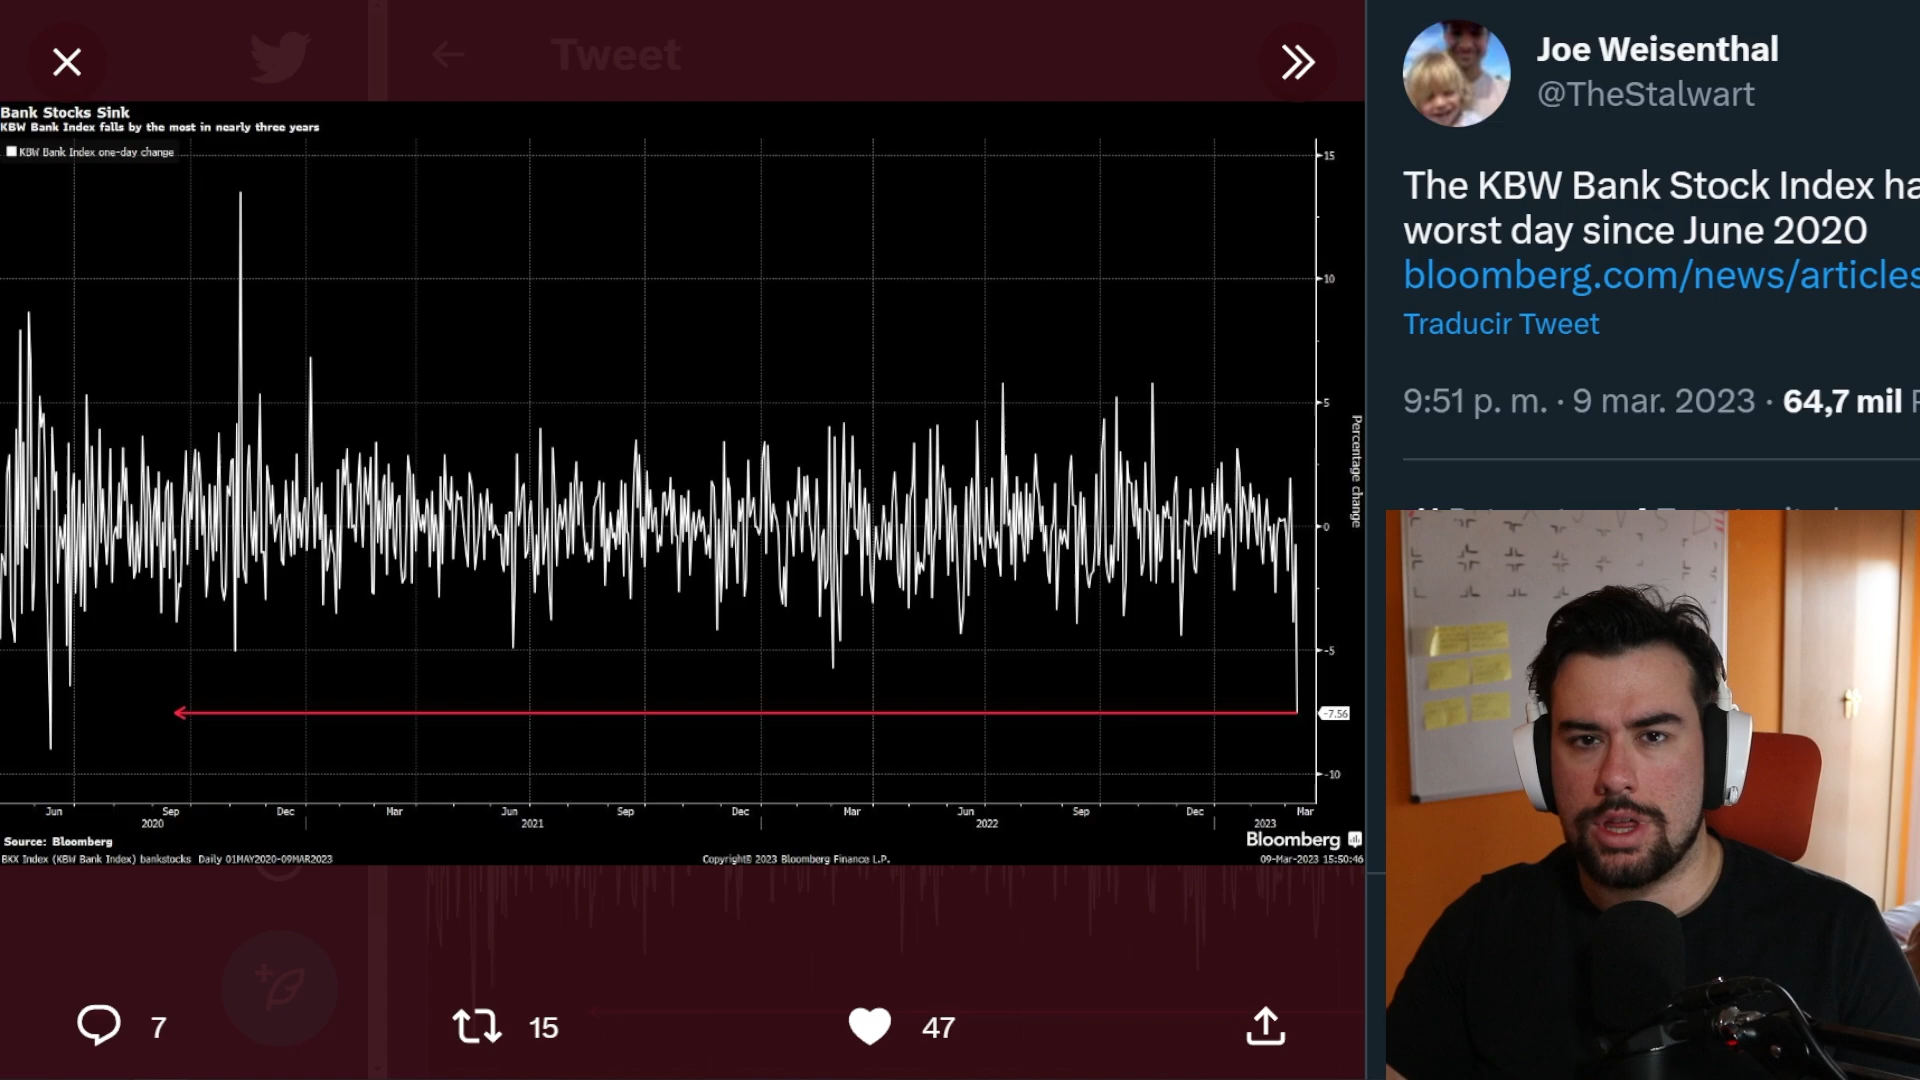 Tweet
Bank Stocks Sink
KBW Bank Index falls by the most in nearly three years
KBW Bank Index one-day change
15
10
5
0
-5
-7.56
-10
Percentage change
Jun Sep Dec Mar Jun Sep Dec Mar Jun Sep Dec Mar
2020 2021 2022 2023
Source: Bloomberg
Bloomberg
BKX Index (KBW Bank Index) bankstocks Daily 01MAY2020-09MAR2023
Copyright© 2023 Bloomberg Finance L.P.
09-Mar-2023 15:50:46
7
15
47
Joe Weisenthal
@TheStalwart
The KBW Bank Stock Index ha
worst day since June 2020
bloomberg.com/news/articles
Traducir Tweet
9:51 p. m. · 9 mar. 2023 · 64,7 mil